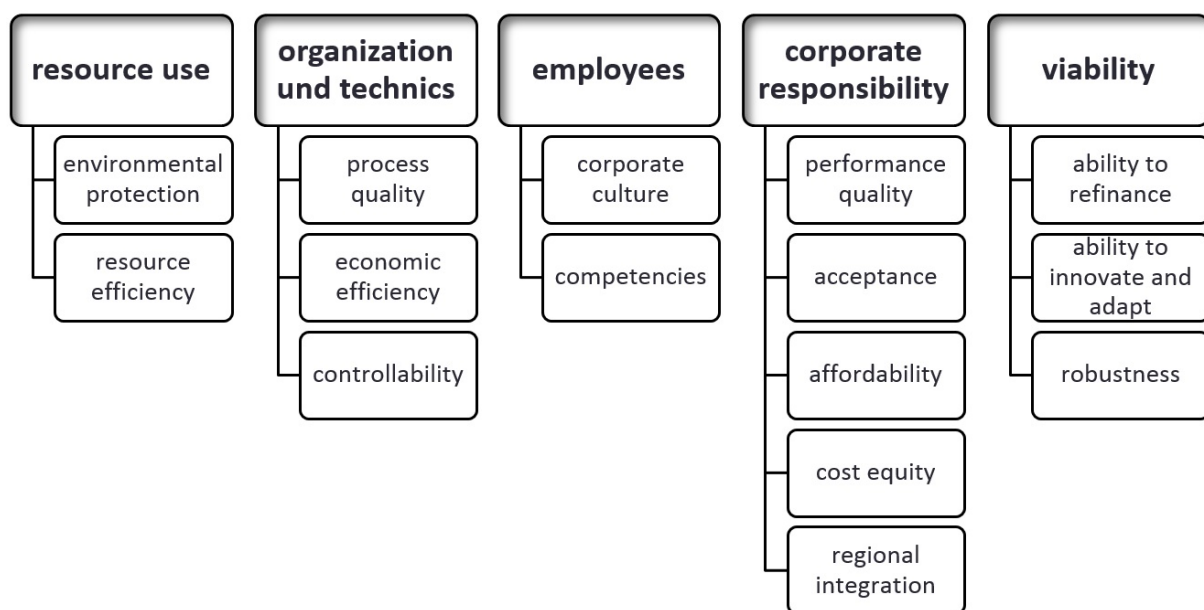 resource use
environmental
protection
resource
efficiency
organization
und technics
process
quality
economic
efficiency
controllability
employees
corporate
culture
competencies
corporate
responsibility
performance
quality
acceptance
affordability
cost equity
regional
integration
viability
ability to
refinance
ability to
innovate and
adapt
robustness